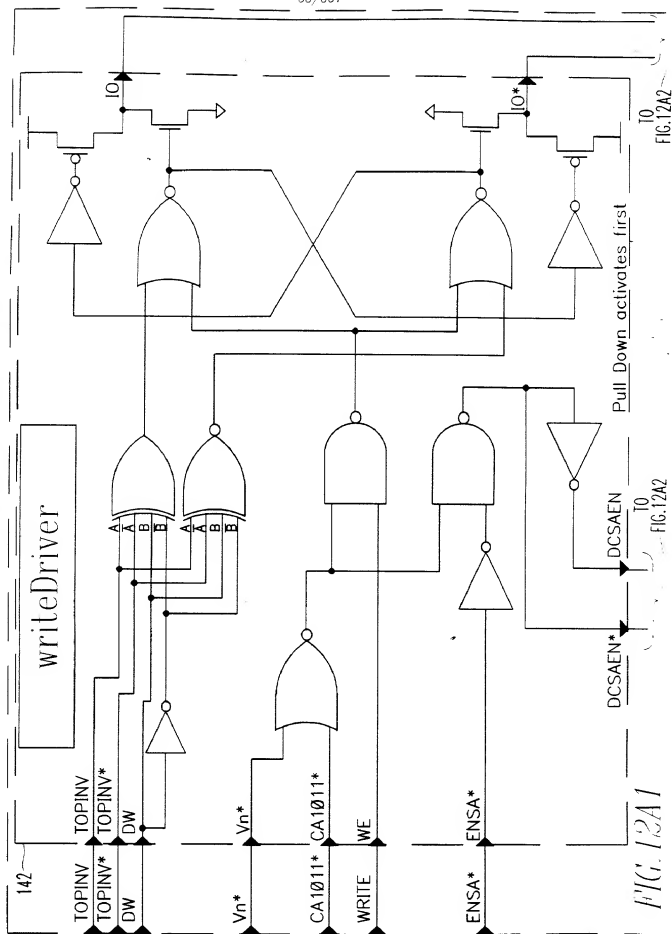 writeDriver
142
TOPINV
TOPINV
TOPINV*
TOPINV*
DW
DW
Vn*
Vn*
CA1011*
CA1011*
WRITE
WE
ENSA*
ENSA*
A
A
B
B
A
A
B
B
IO
IO*
TO
FIG.12A2
Pull Down activates first
DCSAEN
DCSAEN*
TO
FIG.12A2
FIG. 12A1